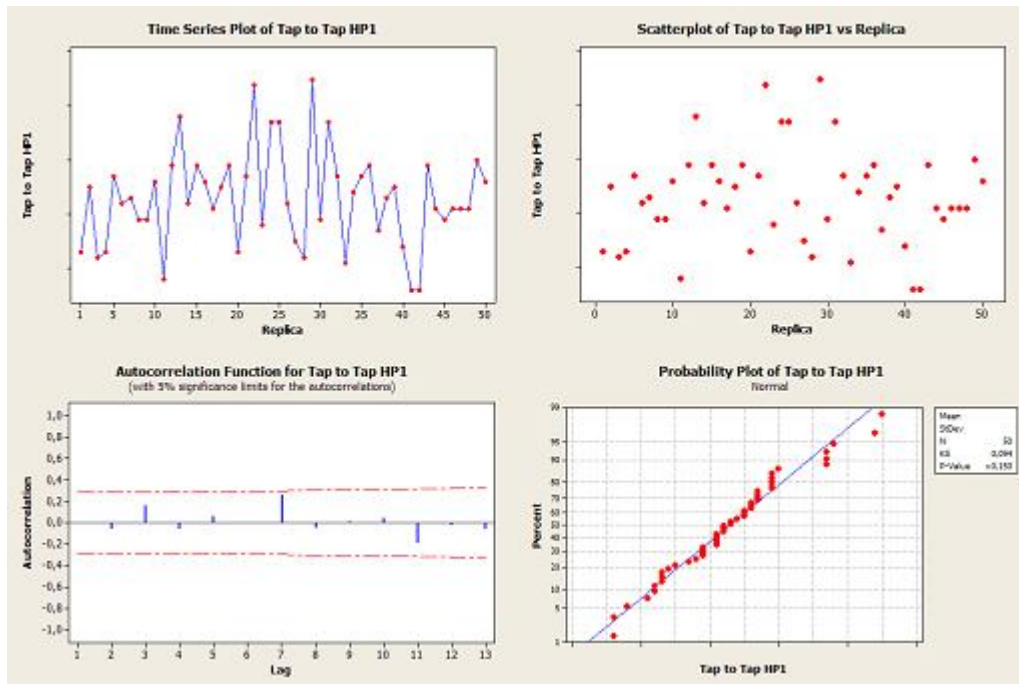 Time Series Plot of Tap to Tap HP1
Tap to Tap HP1
1 5 10 15 20 25 30 35 40 45 50
Replica
Scatterplot of Tap to Tap HP1 vs Replica
Tap to Tap HP1
0 10 20 30 40 50
Replica
Autocorrelation Function for Tap to Tap HP1
(with 5% significance limits for the autocorrelations)
Autocorrelation
1,0
0,8
0,6
0,4
0,2
0,0
-0,2
-0,4
-0,6
-0,8
-1,0
1 2 3 4 5 6 7 8 9 10 11 12 13
Lag
Probability Plot of Tap to Tap HP1
Normal
Percent
99
95
90
80
70
60
50
40
30
20
10
5
1
Tap to Tap HP1
Mean
StDev
N 50
KS 0,094
P-Value >0,150